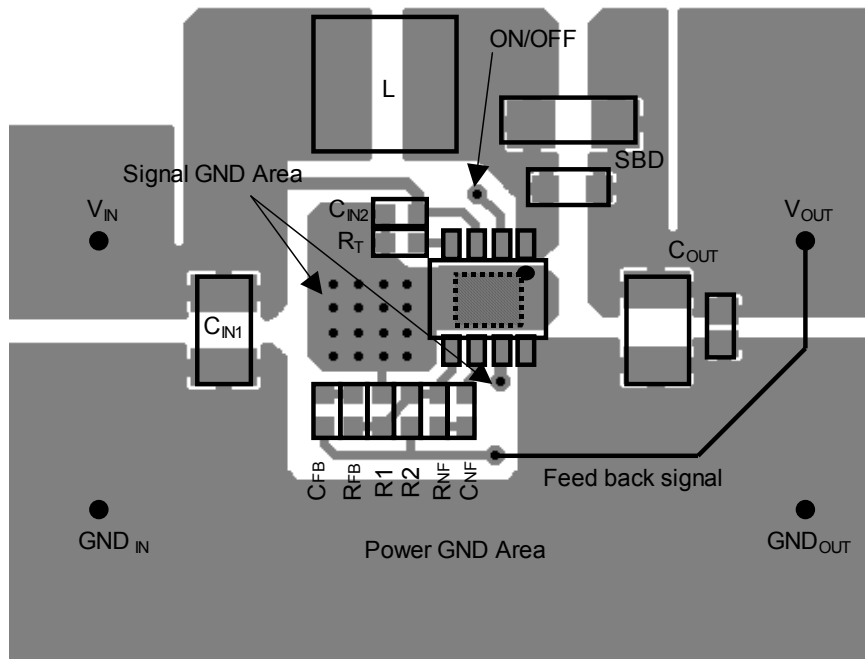 ON/OFF
L
SBD
Signal GND Area
CIN2
VIN
VOUT
RT
COUT
CIN1
CFB
RFB
R1
R2
RNF
CNF
Feed back signal
GND IN
GNDOUT
Power GND Area